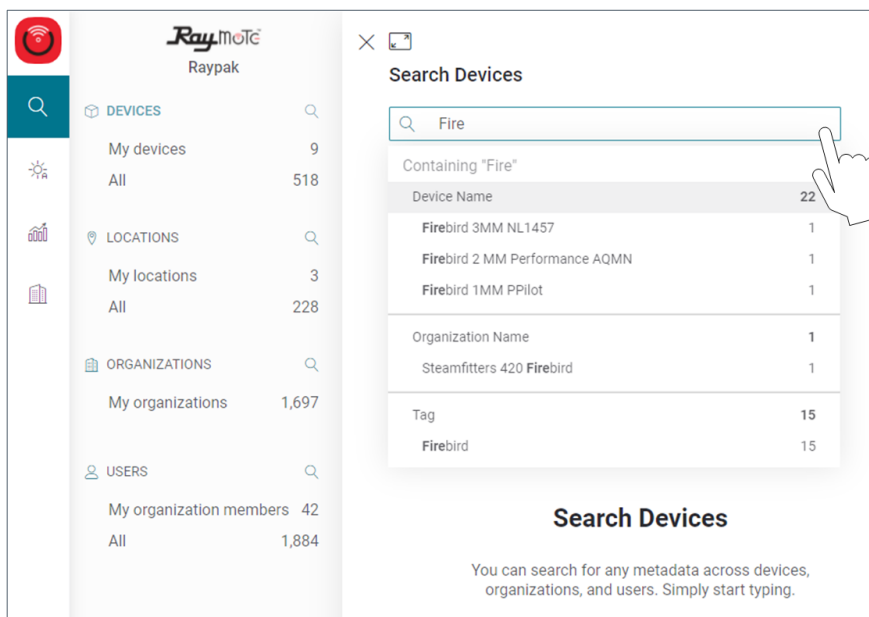 RayMoTe
Raypak
DEVICES
My devices 9
All 518
LOCATIONS
My locations 3
All 228
ORGANIZATIONS
My organizations 1,697
USERS
My organization members 42
All 1,884
Search Devices
Fire
Containing "Fire"
Device Name 22
Firebird 3MM NL1457 1
Firebird 2 MM Performance AQMN 1
Firebird 1MM PPilot 1
Organization Name 1
Steamfitters 420 Firebird 1
Tag 15
Firebird 15
Search Devices
You can search for any metadata across devices,
organizations, and users. Simply start typing.